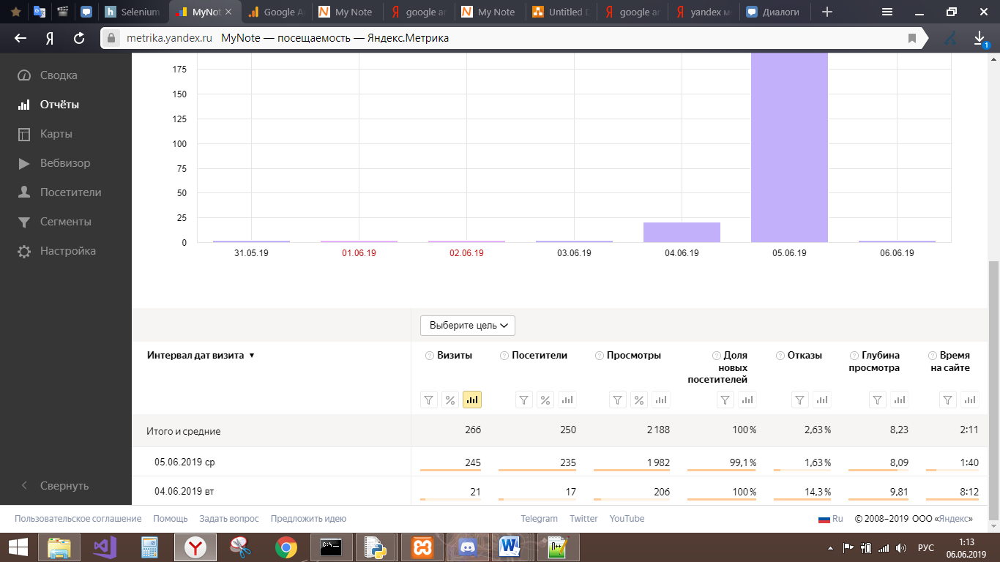 Selenium
MyNot
Google A
My Note
google an
My Note
Untitled D
google an
yandex ме
Диалоги
metrika.yandex.ru MyNote — посещаемость — Яндекс.Метрика
1
Сводка
Отчёты
Карты
Вебвизор
Посетители
Сегменты
Настройка
Свернуть
175
150
125
100
75
50
25
0
31.05.19 01.06.19 02.06.19 03.06.19 04.06.19 05.06.19 06.06.19
Выберите цель
Интервал дат визита ▼
Визиты
Посетители
Просмотры
Доля
новых
посетителей
Отказы
Глубина
просмотра
Время
на сайте
Итого и средние 266 250 2 188 100 % 2,63 % 8,23 2:11
05.06.2019 ср 245 235 1 982 99,1 % 1,63 % 8,09 1:40
04.06.2019 вт 21 17 206 100 % 14,3 % 9,81 8:12
Пользовательское соглашение Помощь Задать вопрос Предложить идею Telegram Twitter YouTube Ru © 2008–2019 ООО «Яндекс»
РУС
1:13
06.06.2019